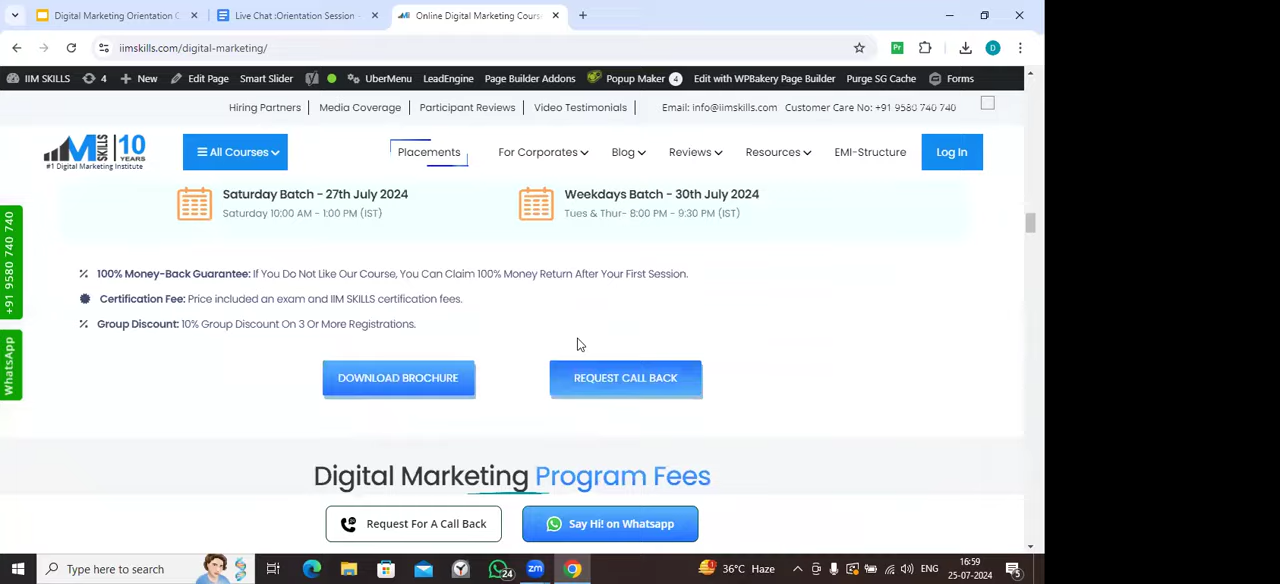 Digital Marketing Orientation C
Live Chat :Orientation Session -
Online Digital Marketing Cours
iimskills.com/digital-marketing/
Pr
D
IIM SKILLS
4
New
Edit Page
Smart Slider
UberMenu
LeadEngine
Page Builder Addons
Popup Maker 4
Edit with WPBakery Page Builder
Purge SG Cache
Forms
Hiring Partners
Media Coverage
Participant Reviews
Video Testimonials
Email: info@iimskills.com
Customer Care No: +91 9580 740 740
IIM SKILLS 10 YEARS
#1 Digital Marketing Institute
All Courses
Placements
For Corporates
Blog
Reviews
Resources
EMI-Structure
Log In
Saturday Batch - 27th July 2024
Saturday 10:00 AM - 1:00 PM (IST)
Weekdays Batch - 30th July 2024
Tues & Thur- 8:00 PM - 9:30 PM (IST)
+91 9580 740 740
WhatsApp
100% Money-Back Guarantee: If You Do Not Like Our Course, You Can Claim 100% Money Return After Your First Session.
Certification Fee: Price included an exam and IIM SKILLS certification fees.
Group Discount: 10% Group Discount On 3 Or More Registrations.
DOWNLOAD BROCHURE
REQUEST CALL BACK
Digital Marketing Program Fees
Request For A Call Back
Say Hi! on Whatsapp
Type here to search
24
zm
36°C Haze
ENG
16:59
25-07-2024
5